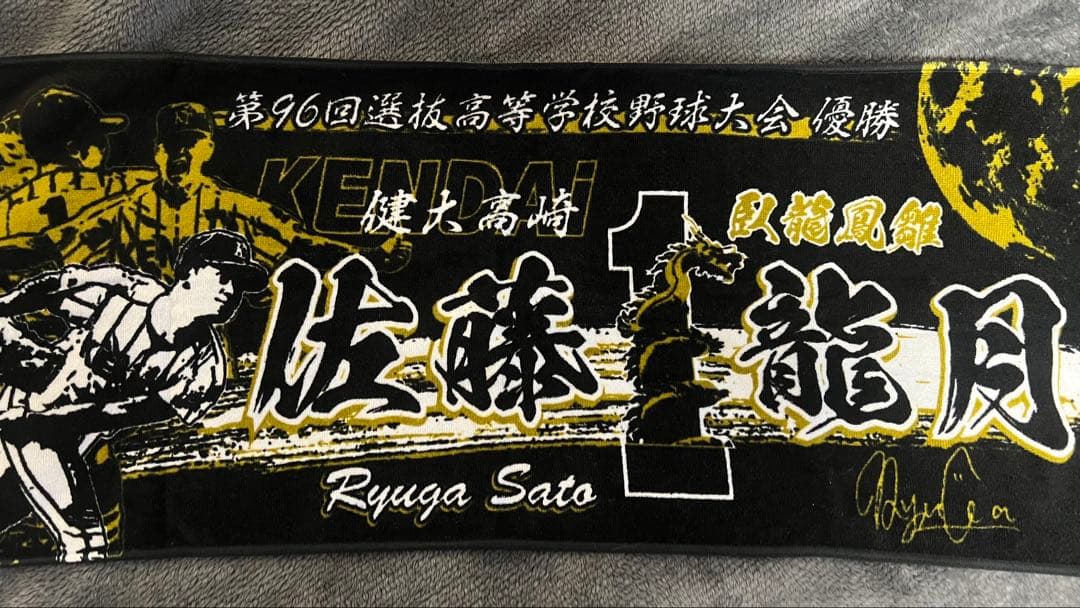 第96回選抜高等学校野球大会 優勝
KENDAi
健大高崎
臥龍鳳雛
佐藤 1 龍月
Ryuga Sato